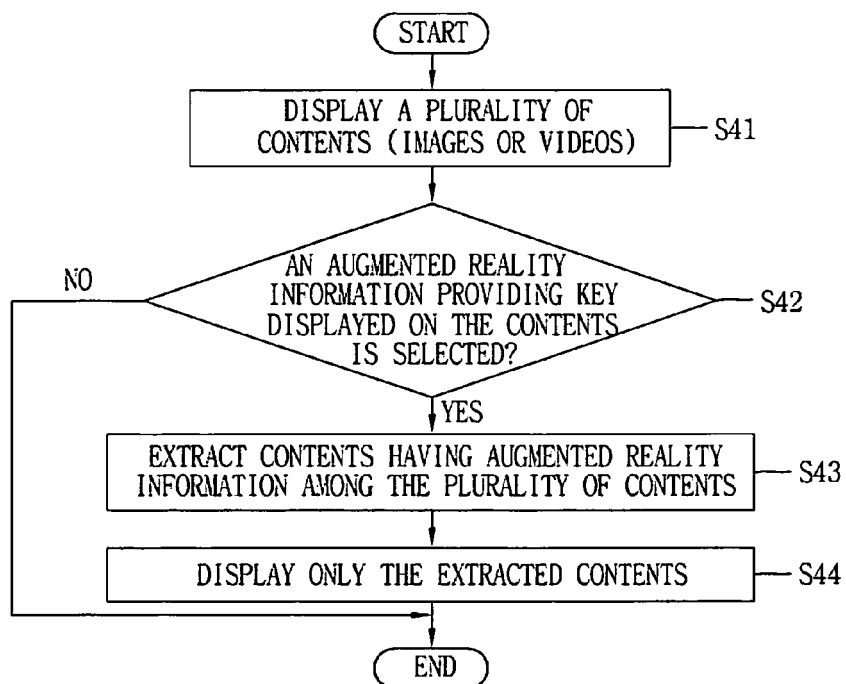 START
DISPLAY A PLURALITY OF
CONTENTS (IMAGES OR VIDEOS)
S41
AN AUGMENTED REALITY
INFORMATION PROVIDING KEY
DISPLAYED ON THE CONTENTS
IS SELECTED?
S42
NO
YES
EXTRACT CONTENTS HAVING AUGMENTED REALITY
INFORMATION AMONG THE PLURALITY OF CONTENTS
S43
DISPLAY ONLY THE EXTRACTED CONTENTS
S44
END